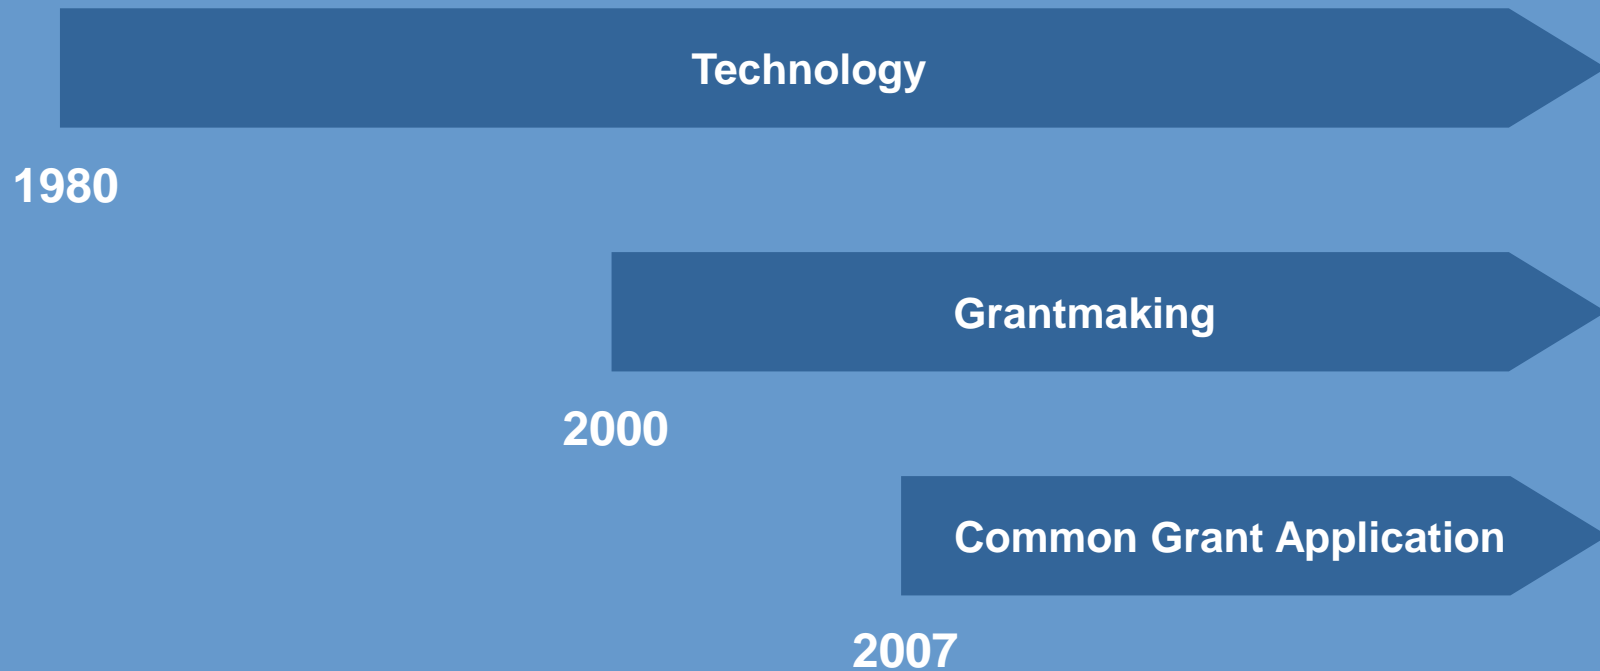 Technology
1980
Grantmaking
2000
Common Grant Application
2007